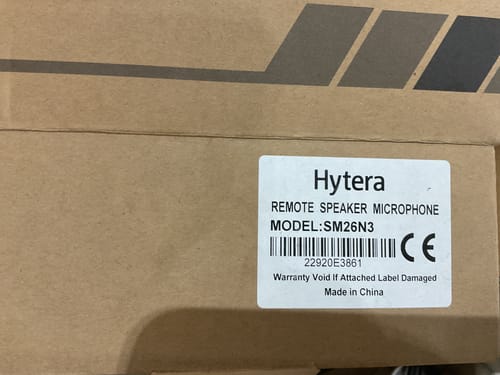 Hytera
REMOTE SPEAKER MICROPHONE
MODEL:SM26N3
CE
22920E3861
Warranty Void If Attached Label Damaged
Made in China